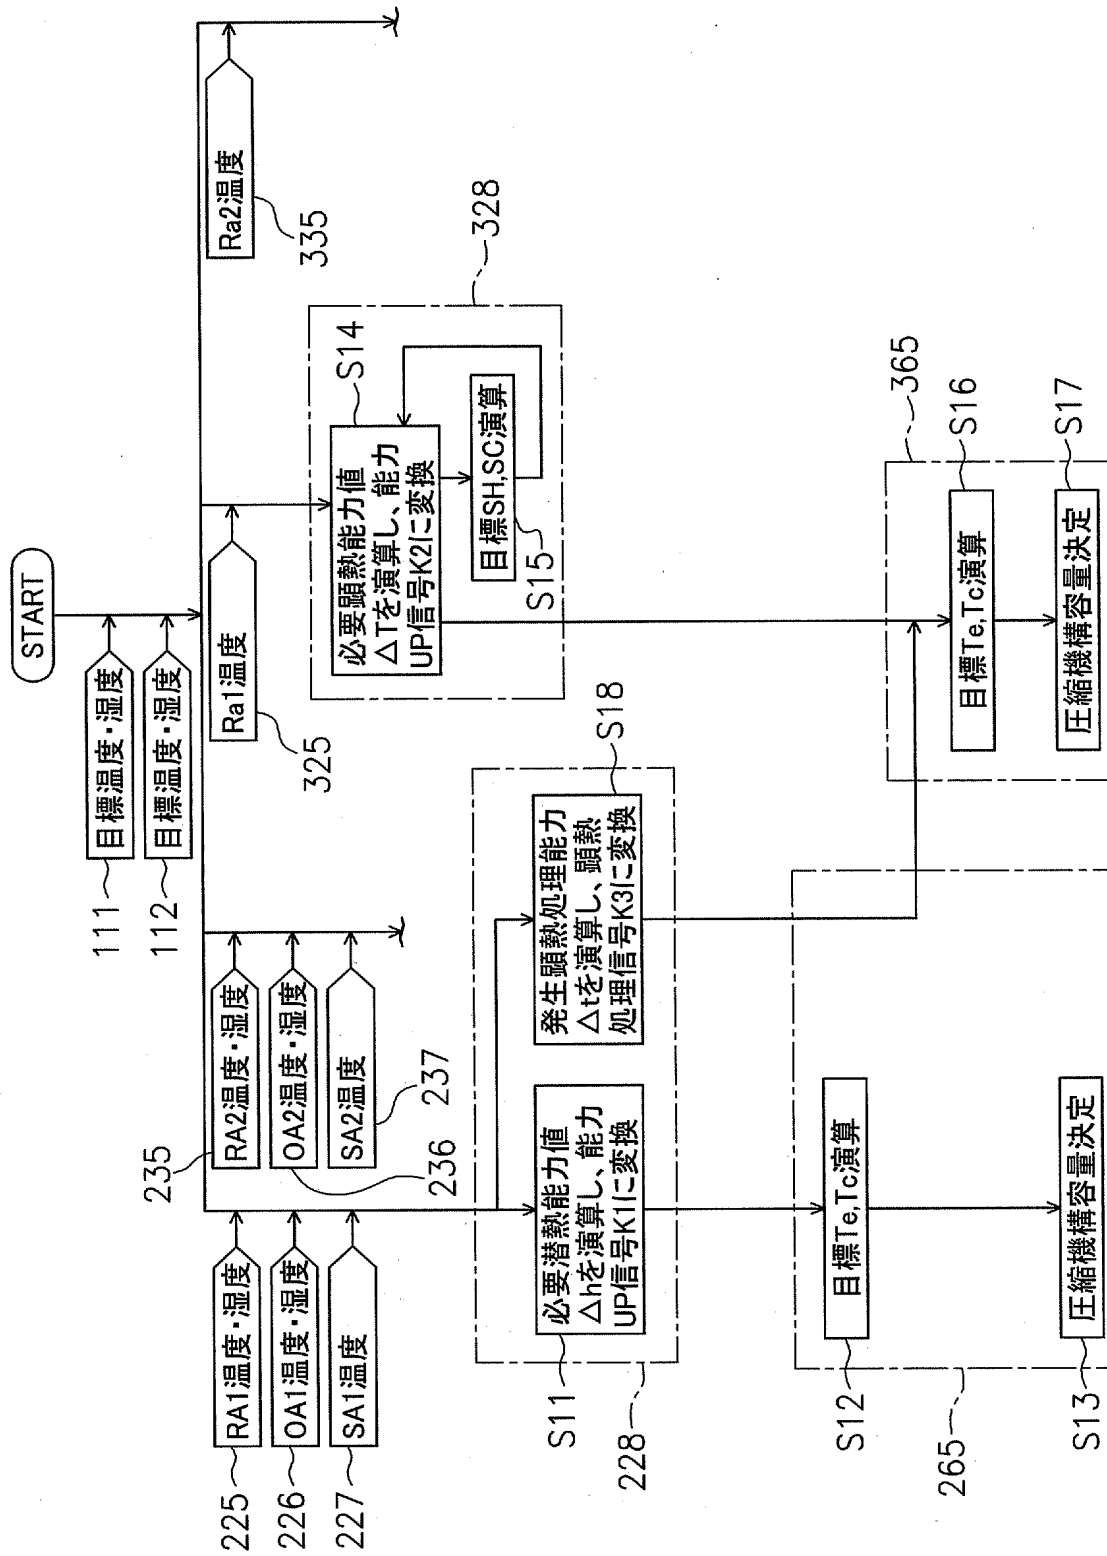 START
111
目標温度・湿度
112
目標温度・湿度
225
RA1温度・湿度
226
OA1温度・湿度
227
SA1温度
235
RA2温度・湿度
236
OA2温度・湿度
237
SA2温度
Ra1温度
325
Ra2温度
335
S11
必要潜熱能力値
△hを演算し、能力
UP信号K1に変換
228
S18
発生顕熱処理能力
△tを演算し、顕熱
処理信号K3に変換
S14
必要顕熱能力値
△Tを演算し、能力
UP信号K2に変換
S15
目標SH,SC演算
328
S12
目標Te,Tc演算
S13
圧縮機構容量決定
265
S16
目標Te,Tc演算
S17
圧縮機構容量決定
365